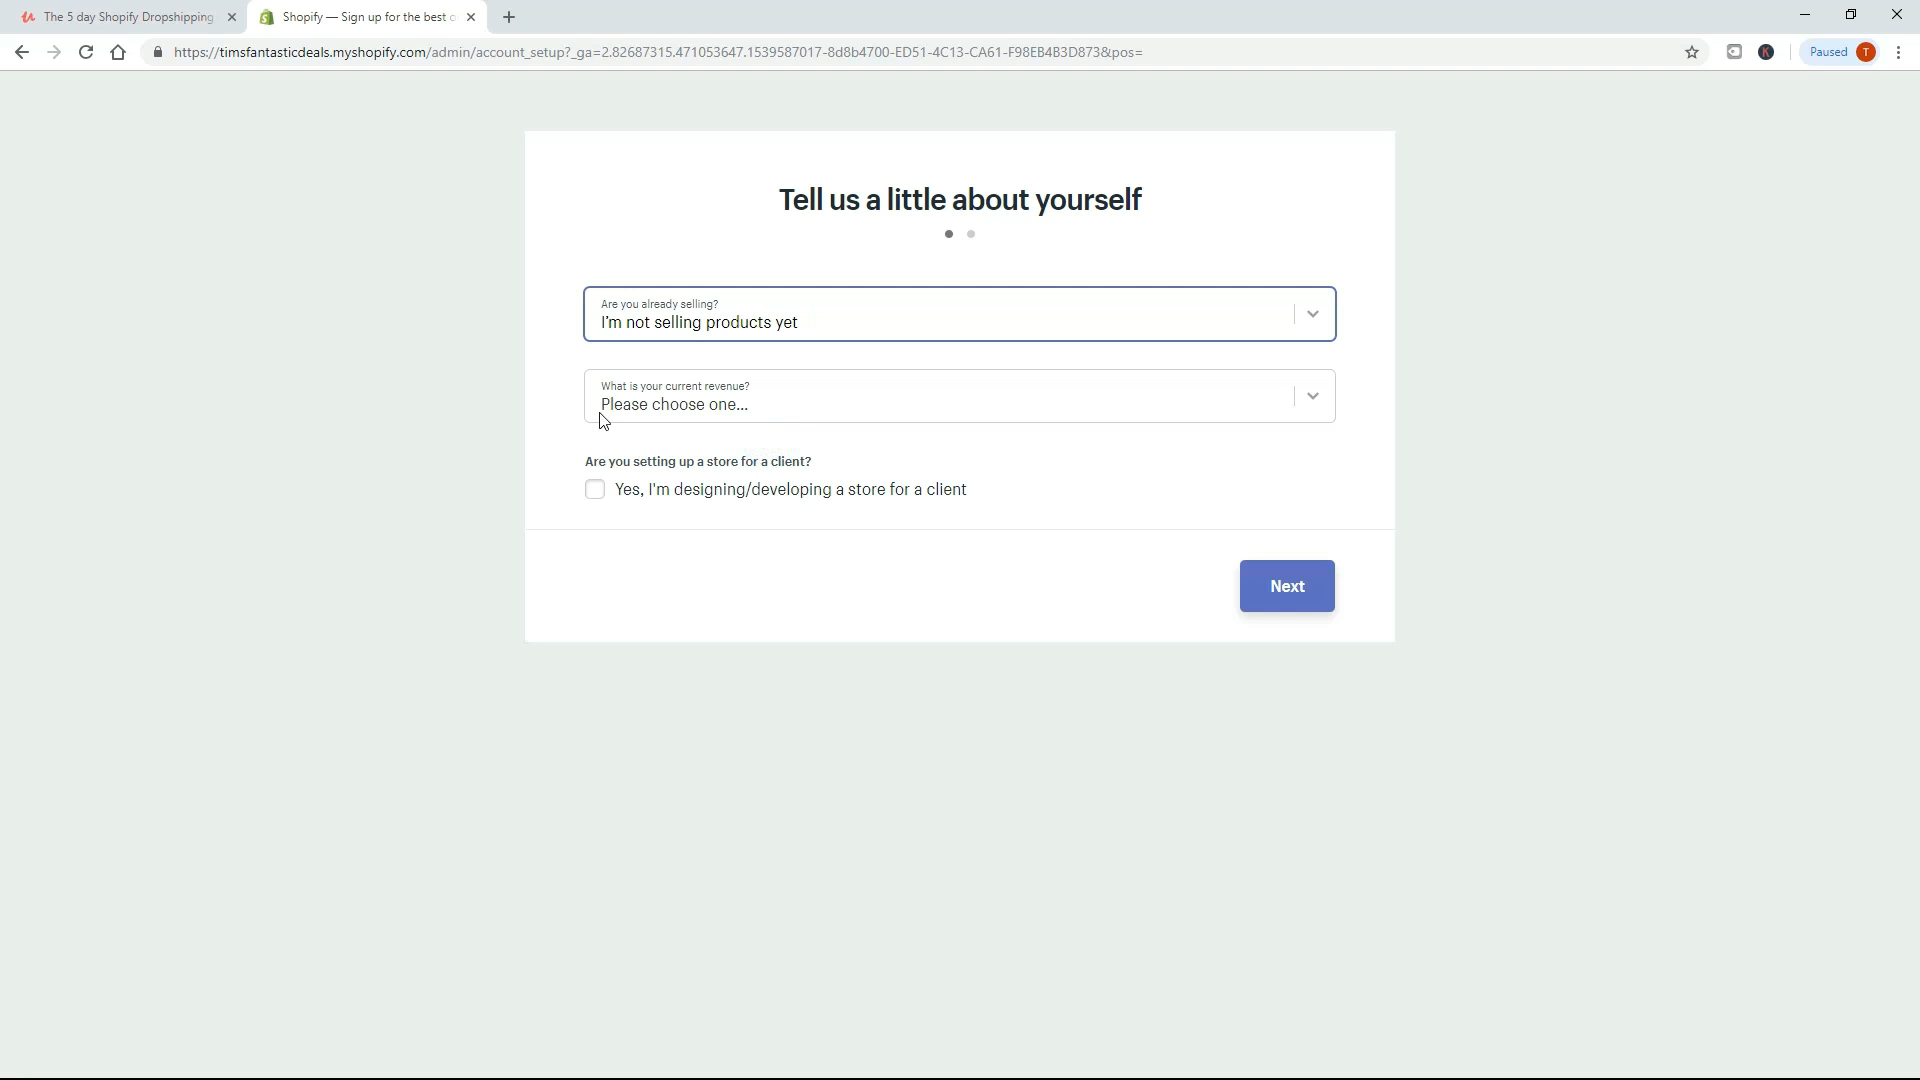 The 5 day Shopify Dropshipping
Shopify — Sign up for the best
https://timsfantasticdeals.myshopify.com/admin/account_setup?_ga=2.82687315.471053647.1539587017-8d8b4700-ED51-4C13-CA61-F98EB4B3D873&pos=
K
Paused
T
Tell us a little about yourself
Are you already selling?
I'm not selling products yet
What is your current revenue?
Please choose one...
Are you setting up a store for a client?
Yes, I'm designing/developing a store for a client
Next